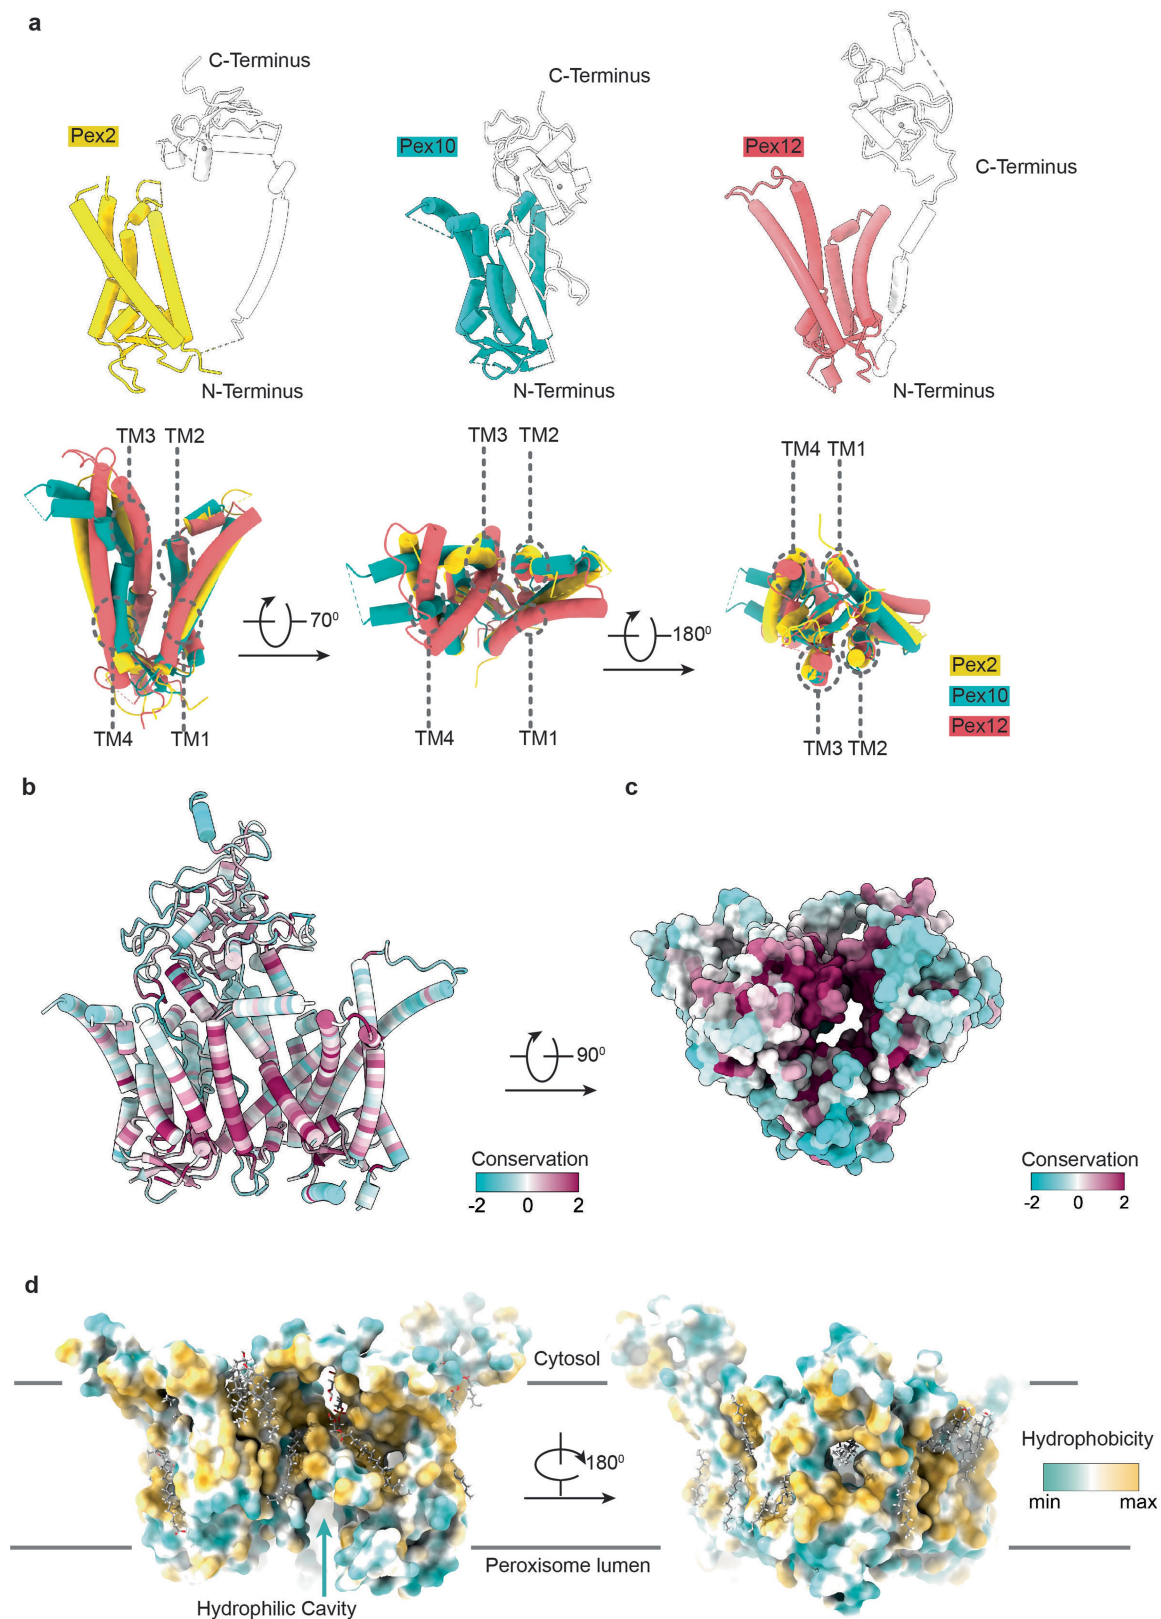 a
C-Terminus
Pex2
N-Terminus
C-Terminus
Pex10
N-Terminus
Pex12
C-Terminus
N-Terminus
TM3 TM2
70⁰
TM4 TM1
TM3 TM2
180⁰
TM4 TM1
TM4 TM1
TM3 TM2
Pex2
Pex10
Pex12
b
90⁰
Conservation
-2 0 2
c
Conservation
-2 0 2
d
Cytosol
180⁰
Hydrophobicity
min max
Peroxisome lumen
Hydrophilic Cavity